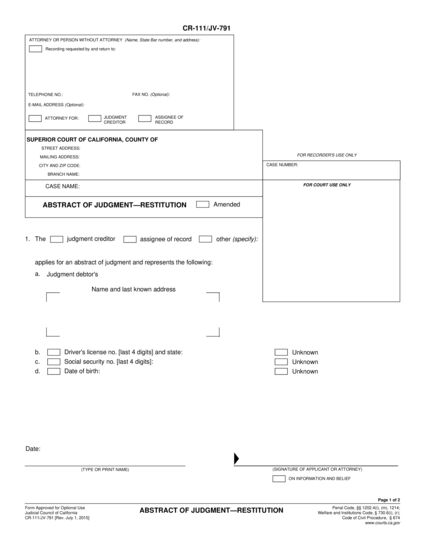 CR-111/JV-791
ATTORNEY OR PERSON WITHOUT ATTORNEY (Name, State Bar number, and address):
Recording requested by and return to:
TELEPHONE NO.:
FAX NO. (Optional):
E-MAIL ADDRESS (Optional):
ATTORNEY FOR:
JUDGMENT CREDITOR
ASSIGNEE OF RECORD
SUPERIOR COURT OF CALIFORNIA, COUNTY OF
STREET ADDRESS:
MAILING ADDRESS:
CITY AND ZIP CODE:
BRANCH NAME:
FOR RECORDER'S USE ONLY
CASE NUMBER:
CASE NAME:
FOR COURT USE ONLY
ABSTRACT OF JUDGMENT—RESTITUTION
Amended
1. The judgment creditor assignee of record other (specify):
applies for an abstract of judgment and represents the following:
a. Judgment debtor's
Name and last known address
b. Driver's license no. [last 4 digits] and state: Unknown
c. Social security no. [last 4 digits]: Unknown
d. Date of birth: Unknown
Date:
(TYPE OR PRINT NAME)
(SIGNATURE OF APPLICANT OR ATTORNEY)
ON INFORMATION AND BELIEF
Page 1 of 2
Form Approved for Optional Use
Judicial Council of California
CR-111/JV-791 [Rev. July 1, 2015]
ABSTRACT OF JUDGMENT—RESTITUTION
Penal Code, §§ 1202.4(i), (m), 1214;
Welfare and Institutions Code, § 730.6(i), (r);
Code of Civil Procedure, § 674
www.courts.ca.gov